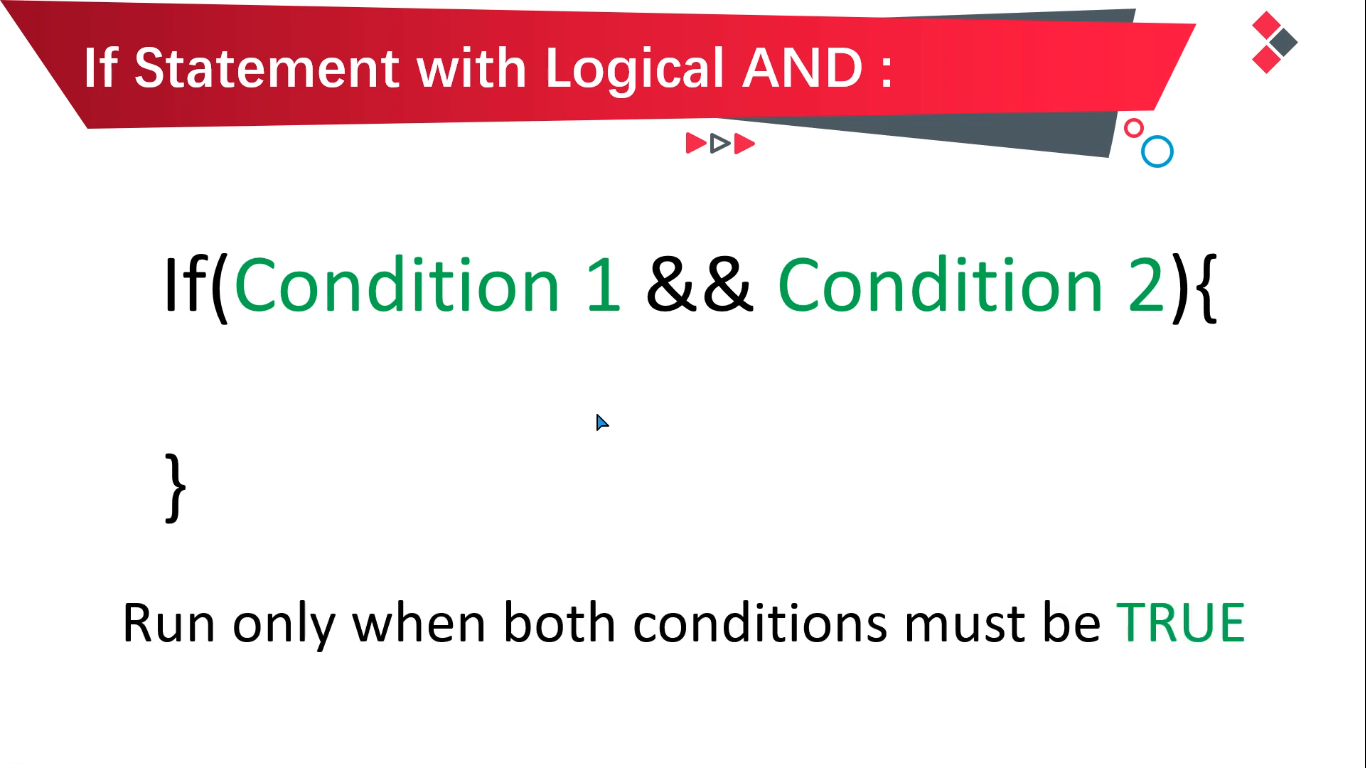 If Statement with Logical AND :
If(Condition 1 && Condition 2){
}
Run only when both conditions must be TRUE